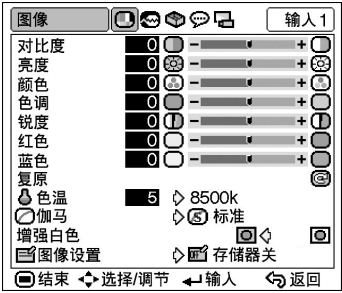 图像 输入1
对比度 0 - +
亮度 0 - +
颜色 0 - +
色调 0 - +
锐度 0 - +
红色 0 - +
蓝色 0 - +
复原
色温 5 8500k
伽马 S 标准
增强白色
图像设置 OFF 存储器关
结束 选择/调节 输入 返回